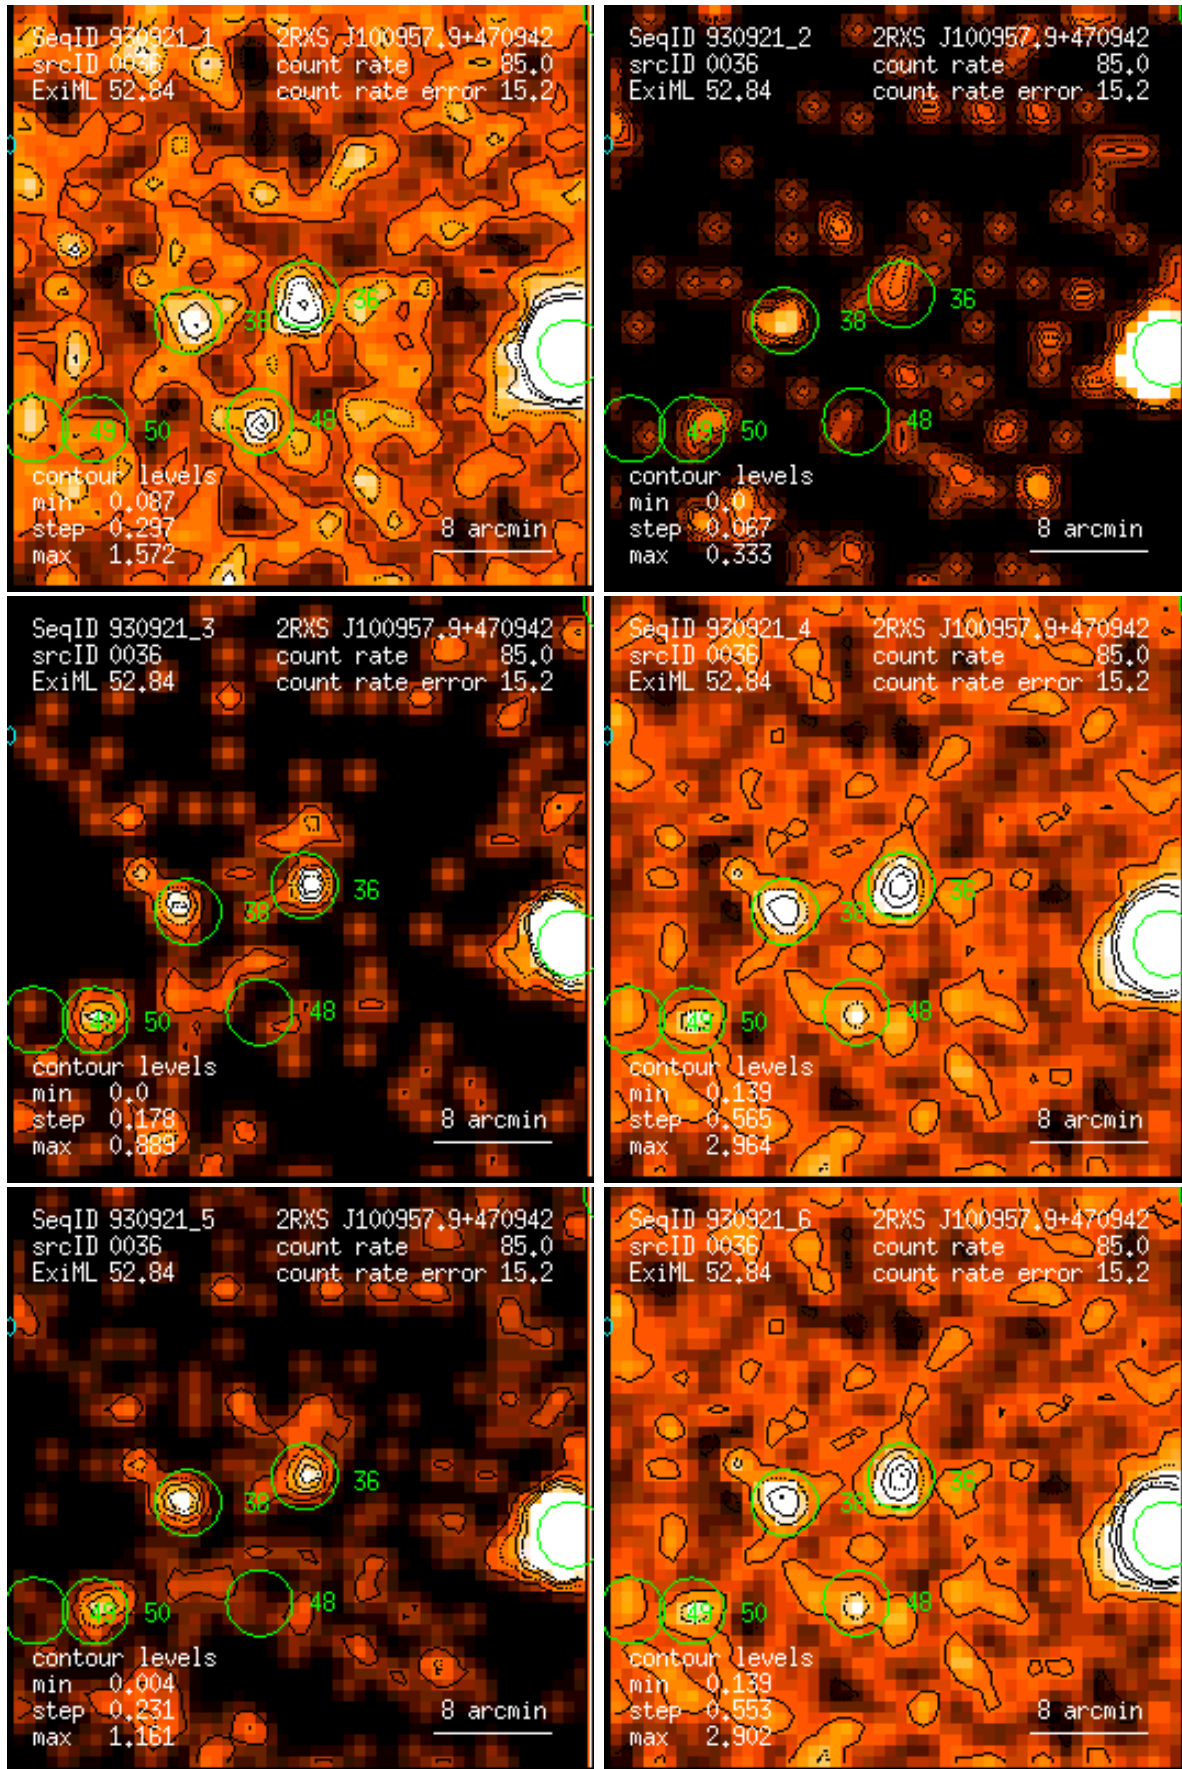 SeqID 930921_1 2RXS J100957.9+470942
srcID 0036 count rate 85.0
ExiML 52.84 count rate error 15.2
36
38
48
49 50
contour levels
min 0.087
step 0.297 8 arcmin
max 1.572
SeqID 930921_2 2RXS J100957.9+470942
srcID 0036 count rate 85.0
ExiML 52.84 count rate error 15.2
36
38
48
49 50
contour levels
min 0.0
step 0.067 8 arcmin
max 0.333
SeqID 930921_3 2RXS J100957.9+470942
srcID 0036 count rate 85.0
ExiML 52.84 count rate error 15.2
36
38
48
49 50
contour levels
min 0.0
step 0.178 8 arcmin
max 0.889
SeqID 930921_4 2RXS J100957.9+470942
srcID 0036 count rate 85.0
ExiML 52.84 count rate error 15.2
36
38
48
49 50
contour levels
min 0.139
step 0.565 8 arcmin
max 2.964
SeqID 930921_5 2RXS J100957.9+470942
srcID 0036 count rate 85.0
ExiML 52.84 count rate error 15.2
36
38
48
49 50
contour levels
min 0.004
step 0.231 8 arcmin
max 1.161
SeqID 930921_6 2RXS J100957.9+470942
srcID 0036 count rate 85.0
ExiML 52.84 count rate error 15.2
36
38
48
49 50
contour levels
min 0.139
step 0.553 8 arcmin
max 2.902